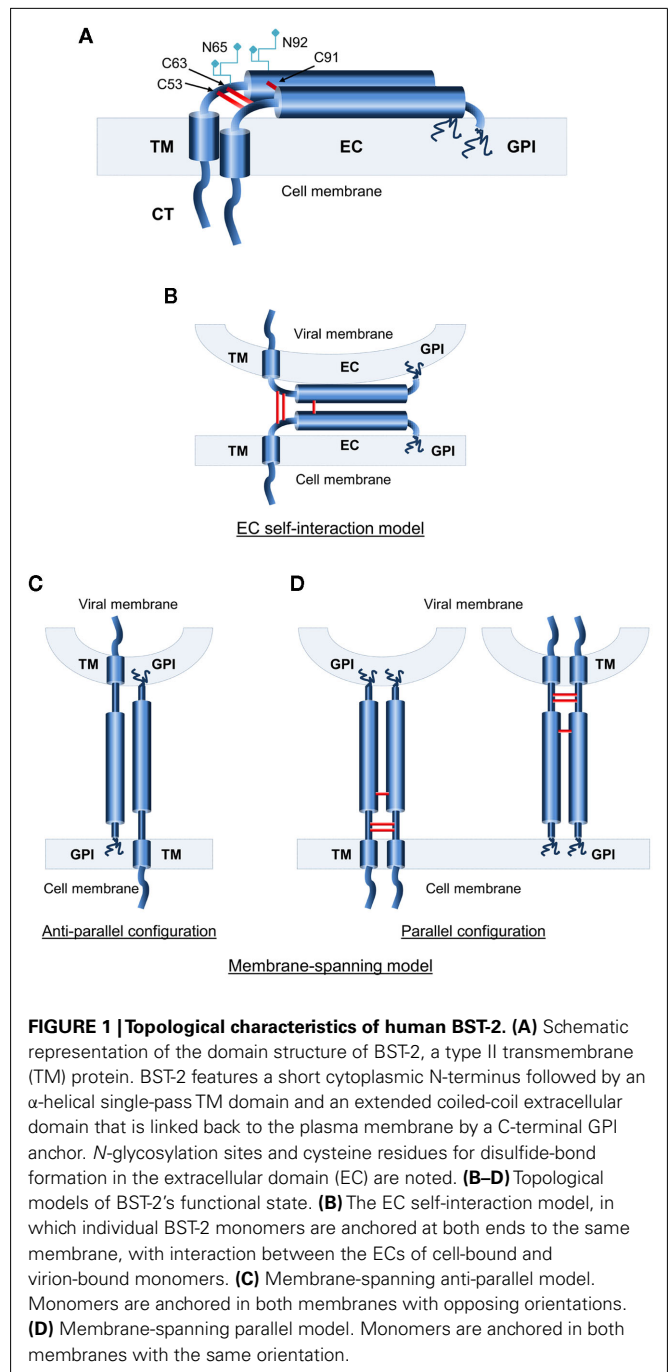 A
N65
N92
C63
C91
C53
TM
EC
GPI
Cell membrane
CT
B
Viral membrane
TM
EC
GPI
TM
EC
GPI
Cell membrane
EC self-interaction model
C
D
Viral membrane
Viral membrane
TM
GPI
GPI
TM
GPI
TM
TM
GPI
Cell membrane
Cell membrane
Anti-parallel configuration
Parallel configuration
Membrane-spanning model
FIGURE 1 | Topological characteristics of human BST-2. (A) Schematic
representation of the domain structure of BST-2, a type II transmembrane
(TM) protein. BST-2 features a short cytoplasmic N-terminus followed by an
α-helical single-pass TM domain and an extended coiled-coil extracellular
domain that is linked back to the plasma membrane by a C-terminal GPI
anchor. N-glycosylation sites and cysteine residues for disulfide-bond
formation in the extracellular domain (EC) are noted. (B–D) Topological
models of BST-2's functional state. (B) The EC self-interaction model, in
which individual BST-2 monomers are anchored at both ends to the same
membrane, with interaction between the ECs of cell-bound and
virion-bound monomers. (C) Membrane-spanning anti-parallel model.
Monomers are anchored in both membranes with opposing orientations.
(D) Membrane-spanning parallel model. Monomers are anchored in both
membranes with the same orientation.